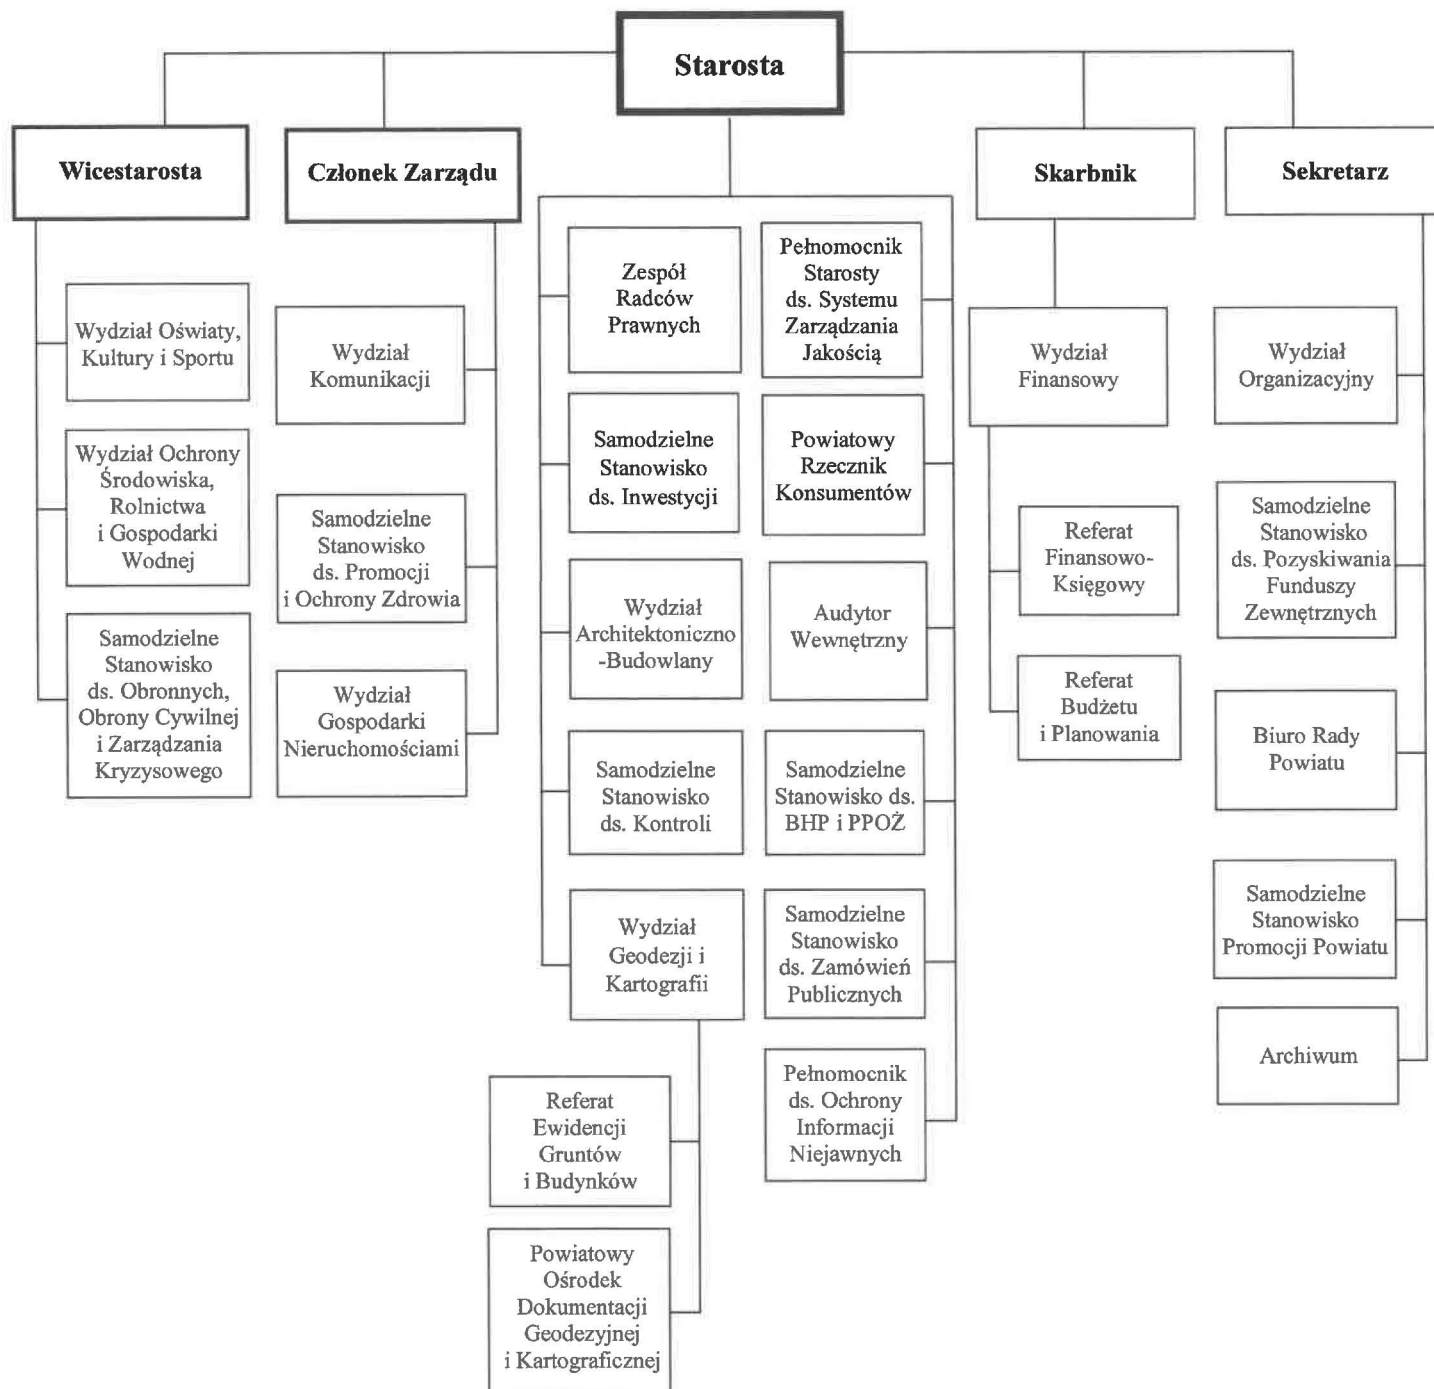 Starosta
Wicestarosta
Członek Zarządu
Skarbnik
Sekretarz
Wydział Oświaty,
Kultury i Sportu
Wydział Ochrony
Środowiska,
Rolnictwa
i Gospodarki
Wodnej
Samodzielne
Stanowisko
ds. Obronnych,
Obrony Cywilnej
i Zarządzania
Kryzysowego
Wydział
Komunikacji
Samodzielne
Stanowisko
ds. Promocji
i Ochrony Zdrowia
Wydział
Gospodarki
Nieruchomościami
Zespół
Radców
Prawnych
Samodzielne
Stanowisko
ds. Inwestycji
Wydział
Architektoniczno
-Budowlany
Samodzielne
Stanowisko
ds. Kontroli
Wydział
Geodezji i
Kartografii
Referat
Ewidencji
Gruntów
i Budynków
Powiatowy
Ośrodek
Dokumentacji
Geodezyjnej
i Kartograficznej
Pełnomocnik
Starosty
ds. Systemu
Zarządzania
Jakością
Powiatowy
Rzecznik
Konsumentów
Audytor
Wewnętrzny
Samodzielne
Stanowisko ds.
BHP i PPOŻ
Samodzielne
Stanowisko
ds. Zamówień
Publicznych
Pełnomocnik
ds. Ochrony
Informacji
Niejawnych
Wydział
Finansowy
Referat
Finansowo-
Księgowy
Referat
Budżetu
i Planowania
Wydział
Organizacyjny
Samodzielne
Stanowisko
ds. Pozyskiwania
Funduszy
Zewnętrznych
Biuro Rady
Powiatu
Samodzielne
Stanowisko
Promocji Powiatu
Archiwum